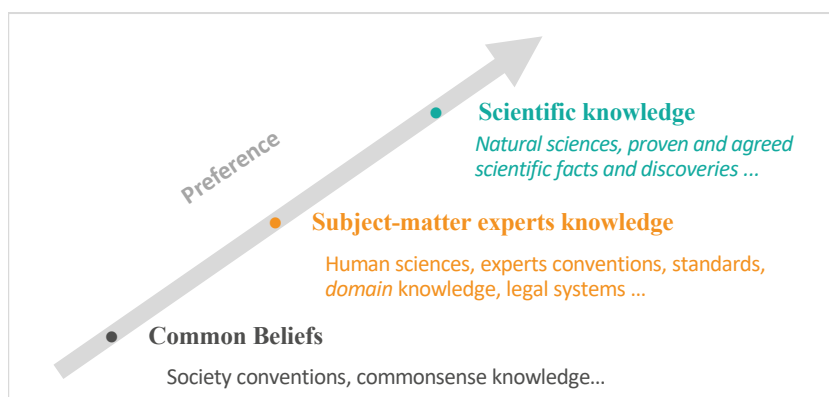 Scientific knowledge
Natural sciences, proven and agreed
scientific facts and discoveries ...
Preference
Subject-matter experts knowledge
Human sciences, experts conventions, standards,
domain knowledge, legal systems ...
Common Beliefs
Society conventions, commonsense knowledge...